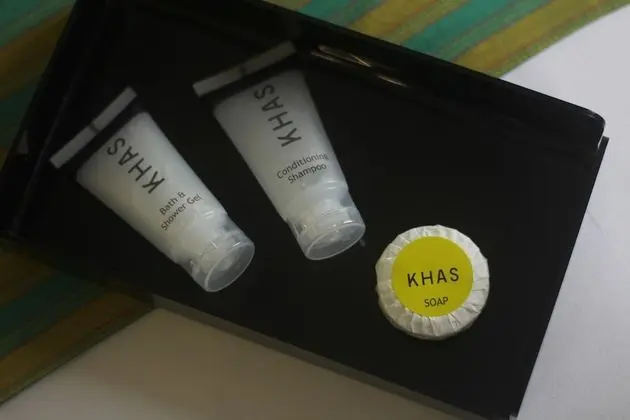 KHAS
Bath &
Shower Gel
KHAS
Conditioning
Shampoo
KHAS
SOAP